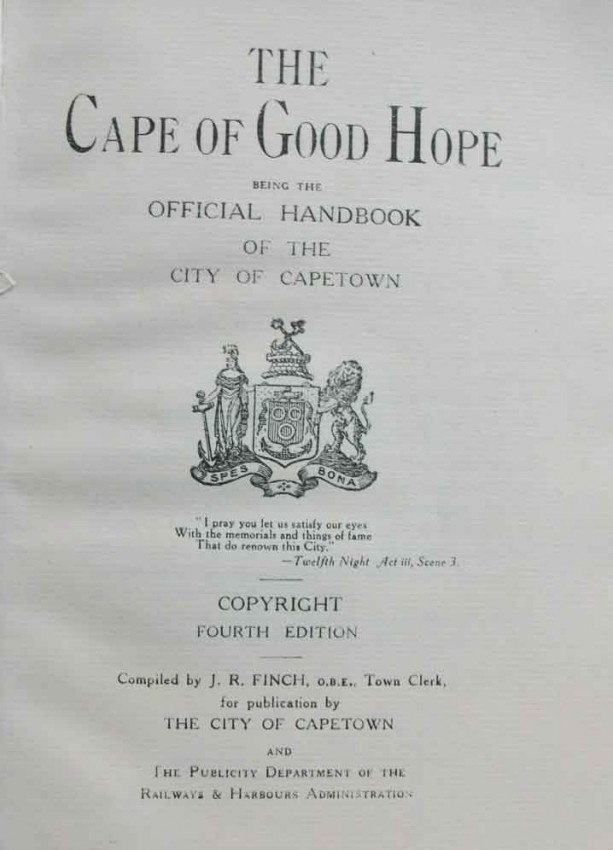 THE
CAPE OF GOOD HOPE
BEING THE
OFFICIAL HANDBOOK
OF THE
CITY OF CAPETOWN
SPES BONA
"I pray you let us satisfy our eyes
With the memorials and things of fame
That do renown this City."
—Twelfth Night Act iii, Scene 3.
COPYRIGHT
FOURTH EDITION
Compiled by J. R. FINCH, O.B.E., Town Clerk,
for publication by
THE CITY OF CAPETOWN
AND
THE PUBLICITY DEPARTMENT OF THE
RAILWAYS & HARBOURS ADMINISTRATION